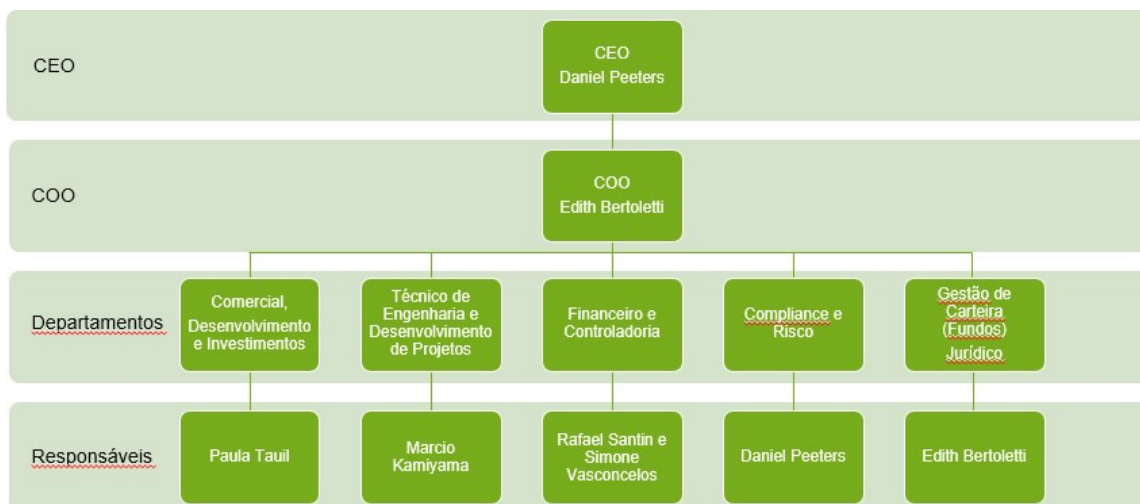 CEO
CEO
Daniel Peeters
COO
COO
Edith Bertoletti
Departamentos
Comercial,
Desenvolvimento
e Investimentos
Técnico de
Engenharia e
Desenvolvimento
de Projetos
Financeiro e
Controladoria
Compliance e
Risco
Gestão de
Carteira
(Fundos)
Jurídico
Responsáveis
Paula Tauil
Marcio
Kamiyama
Rafael Santin e
Simone
Vasconcelos
Daniel Peeters
Edith Bertoletti